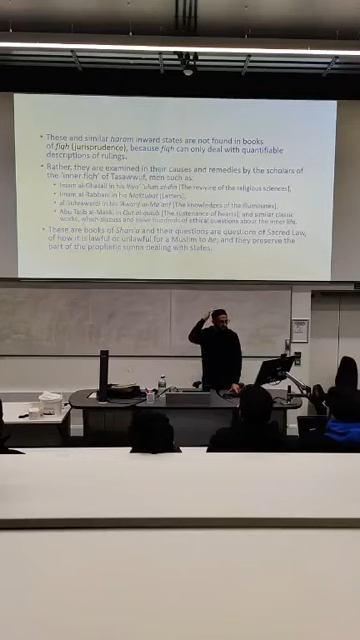 • These and similar haram inward states are not found in books
of fiqh (jurisprudence), because fiqh can only deal with quantifiable
descriptions of rulings.
• Rather, they are examined in their causes and remedies by the scholars of
the 'inner fiqh' of Tasawwuf, men such as:
• Imam al-Ghazali in his Ihya' 'ulum al-din [The reviving of the religious sciences],
• Imam al-Rabbani in his Maktubat [Letters],
• al-Suhrawardi in his 'Awarif al-Ma'arif [The knowledges of the illuminates],
• Abu Talib al-Makki in Qut al-qulub [The sustenance of hearts], and similar classic
works, which discuss and solve hundreds of ethical questions about the inner life.
• These are books of Shari'a and their questions are questions of Sacred Law,
of how it is lawful or unlawful for a Muslim to be; and they preserve the
part of the prophetic sunna dealing with states.